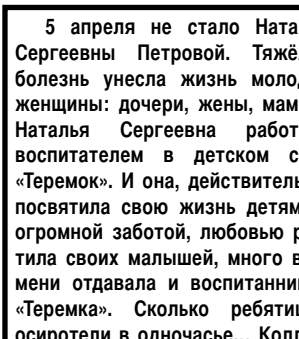 5 апреля не стало Ната
Сергеевны Петровой. Тяжё
болезнь унесла жизнь моло
женщины: дочери, жены, мам
Наталья Сергеевна работ
воспитателем в детском с
«Теремок». И она, действитель
посвятила свою жизнь детям
огромной заботой, любовью р
тила своих малышей, много в
мени отдавала и воспитанни
«Теремка». Сколько ребятиш
осиротели в одночасье... Колл